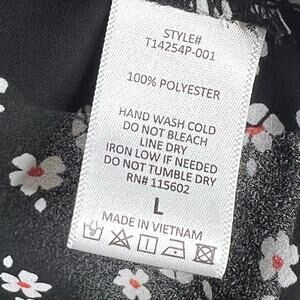 STYLE#
T14254P-001
100% POLYESTER
HAND WASH COLD
DO NOT BLEACH
LINE DRY
IRON LOW IF NEEDED
DO NOT TUMBLE DRY
RN# 115602
L
MADE IN VIETNAM